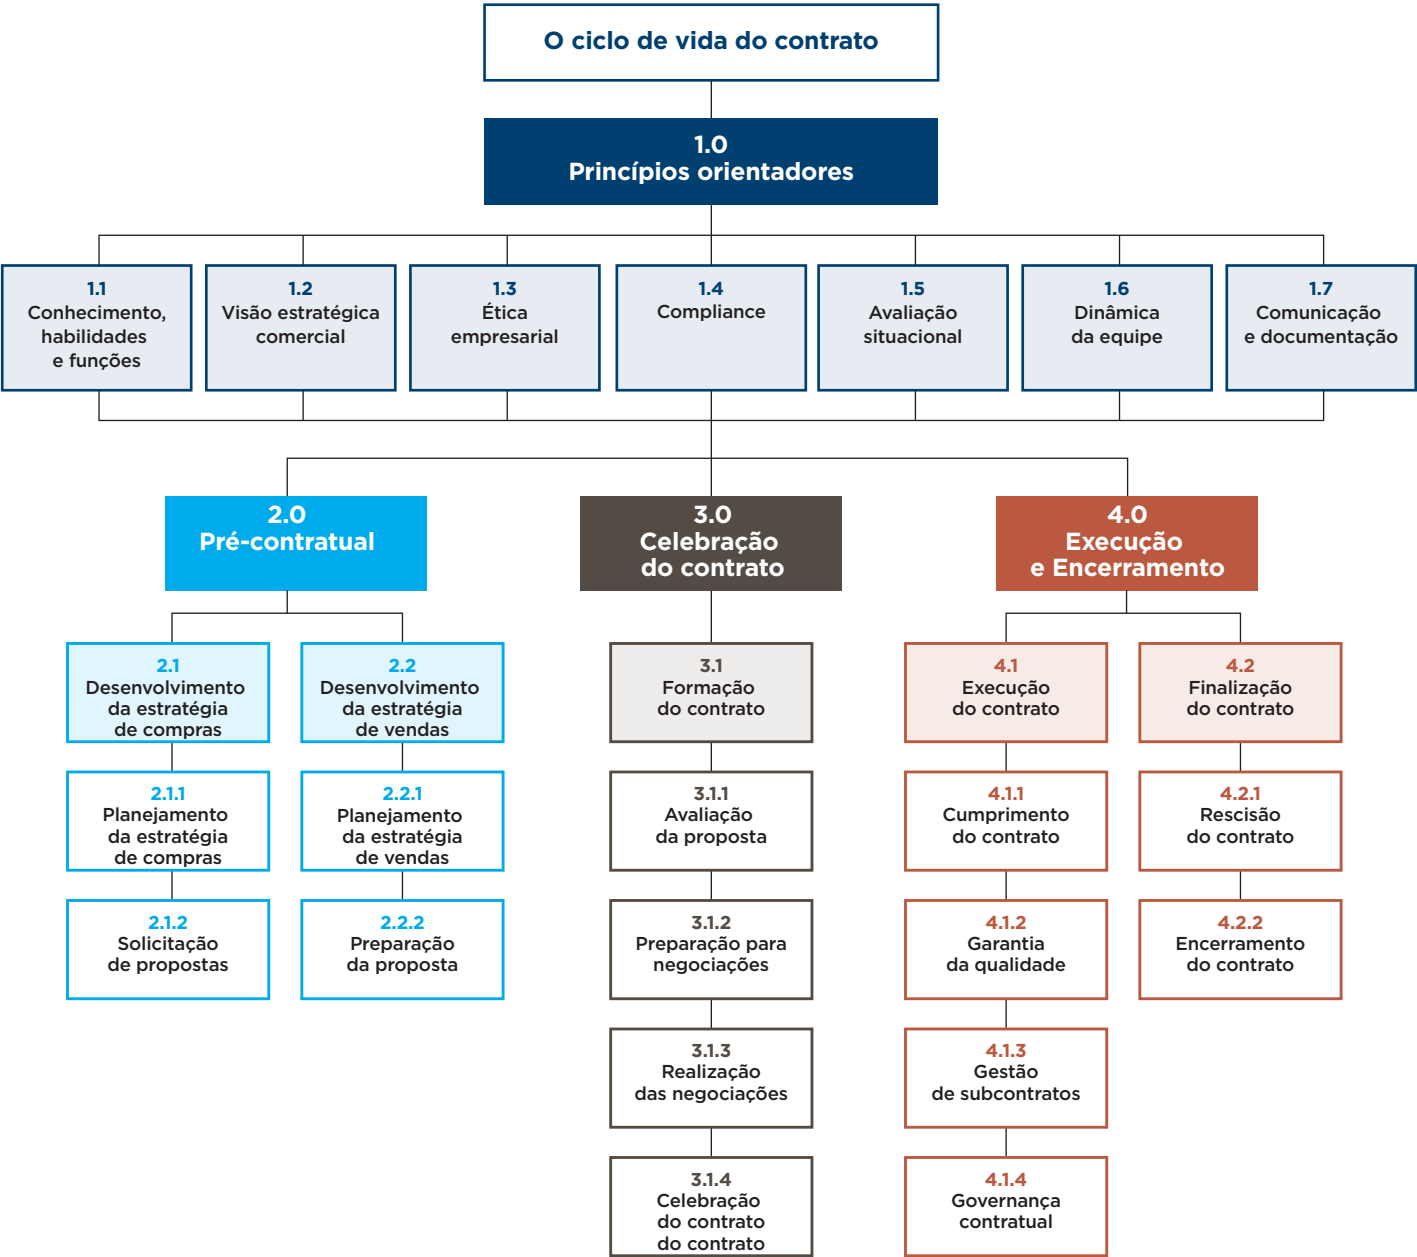 O ciclo de vida do contrato
1.0
Princípios orientadores
1.1
Conhecimento,
habilidades
e funções
1.2
Visão estratégica
comercial
1.3
Ética
empresarial
1.4
Compliance
1.5
Avaliação
situacional
1.6
Dinâmica
da equipe
1.7
Comunicação
e documentação
2.0
Pré-contratual
3.0
Celebração
do contrato
4.0
Execução
e Encerramento
2.1
Desenvolvimento
da estratégia
de compras
2.1.1
Planejamento
da estratégia
de compras
2.1.2
Solicitação
de propostas
2.2
Desenvolvimento
da estratégia
de vendas
2.2.1
Planejamento
da estratégia
de vendas
2.2.2
Preparação
da proposta
3.1
Formação
do contrato
3.1.1
Avaliação
da proposta
3.1.2
Preparação para
negociações
3.1.3
Realização
das negociações
3.1.4
Celebração
do contrato
do contrato
4.1
Execução
do contrato
4.1.1
Cumprimento
do contrato
4.1.2
Garantia
da qualidade
4.1.3
Gestão
de subcontratos
4.1.4
Governança
contratual
4.2
Finalização
do contrato
4.2.1
Rescisão
do contrato
4.2.2
Encerramento
do contrato